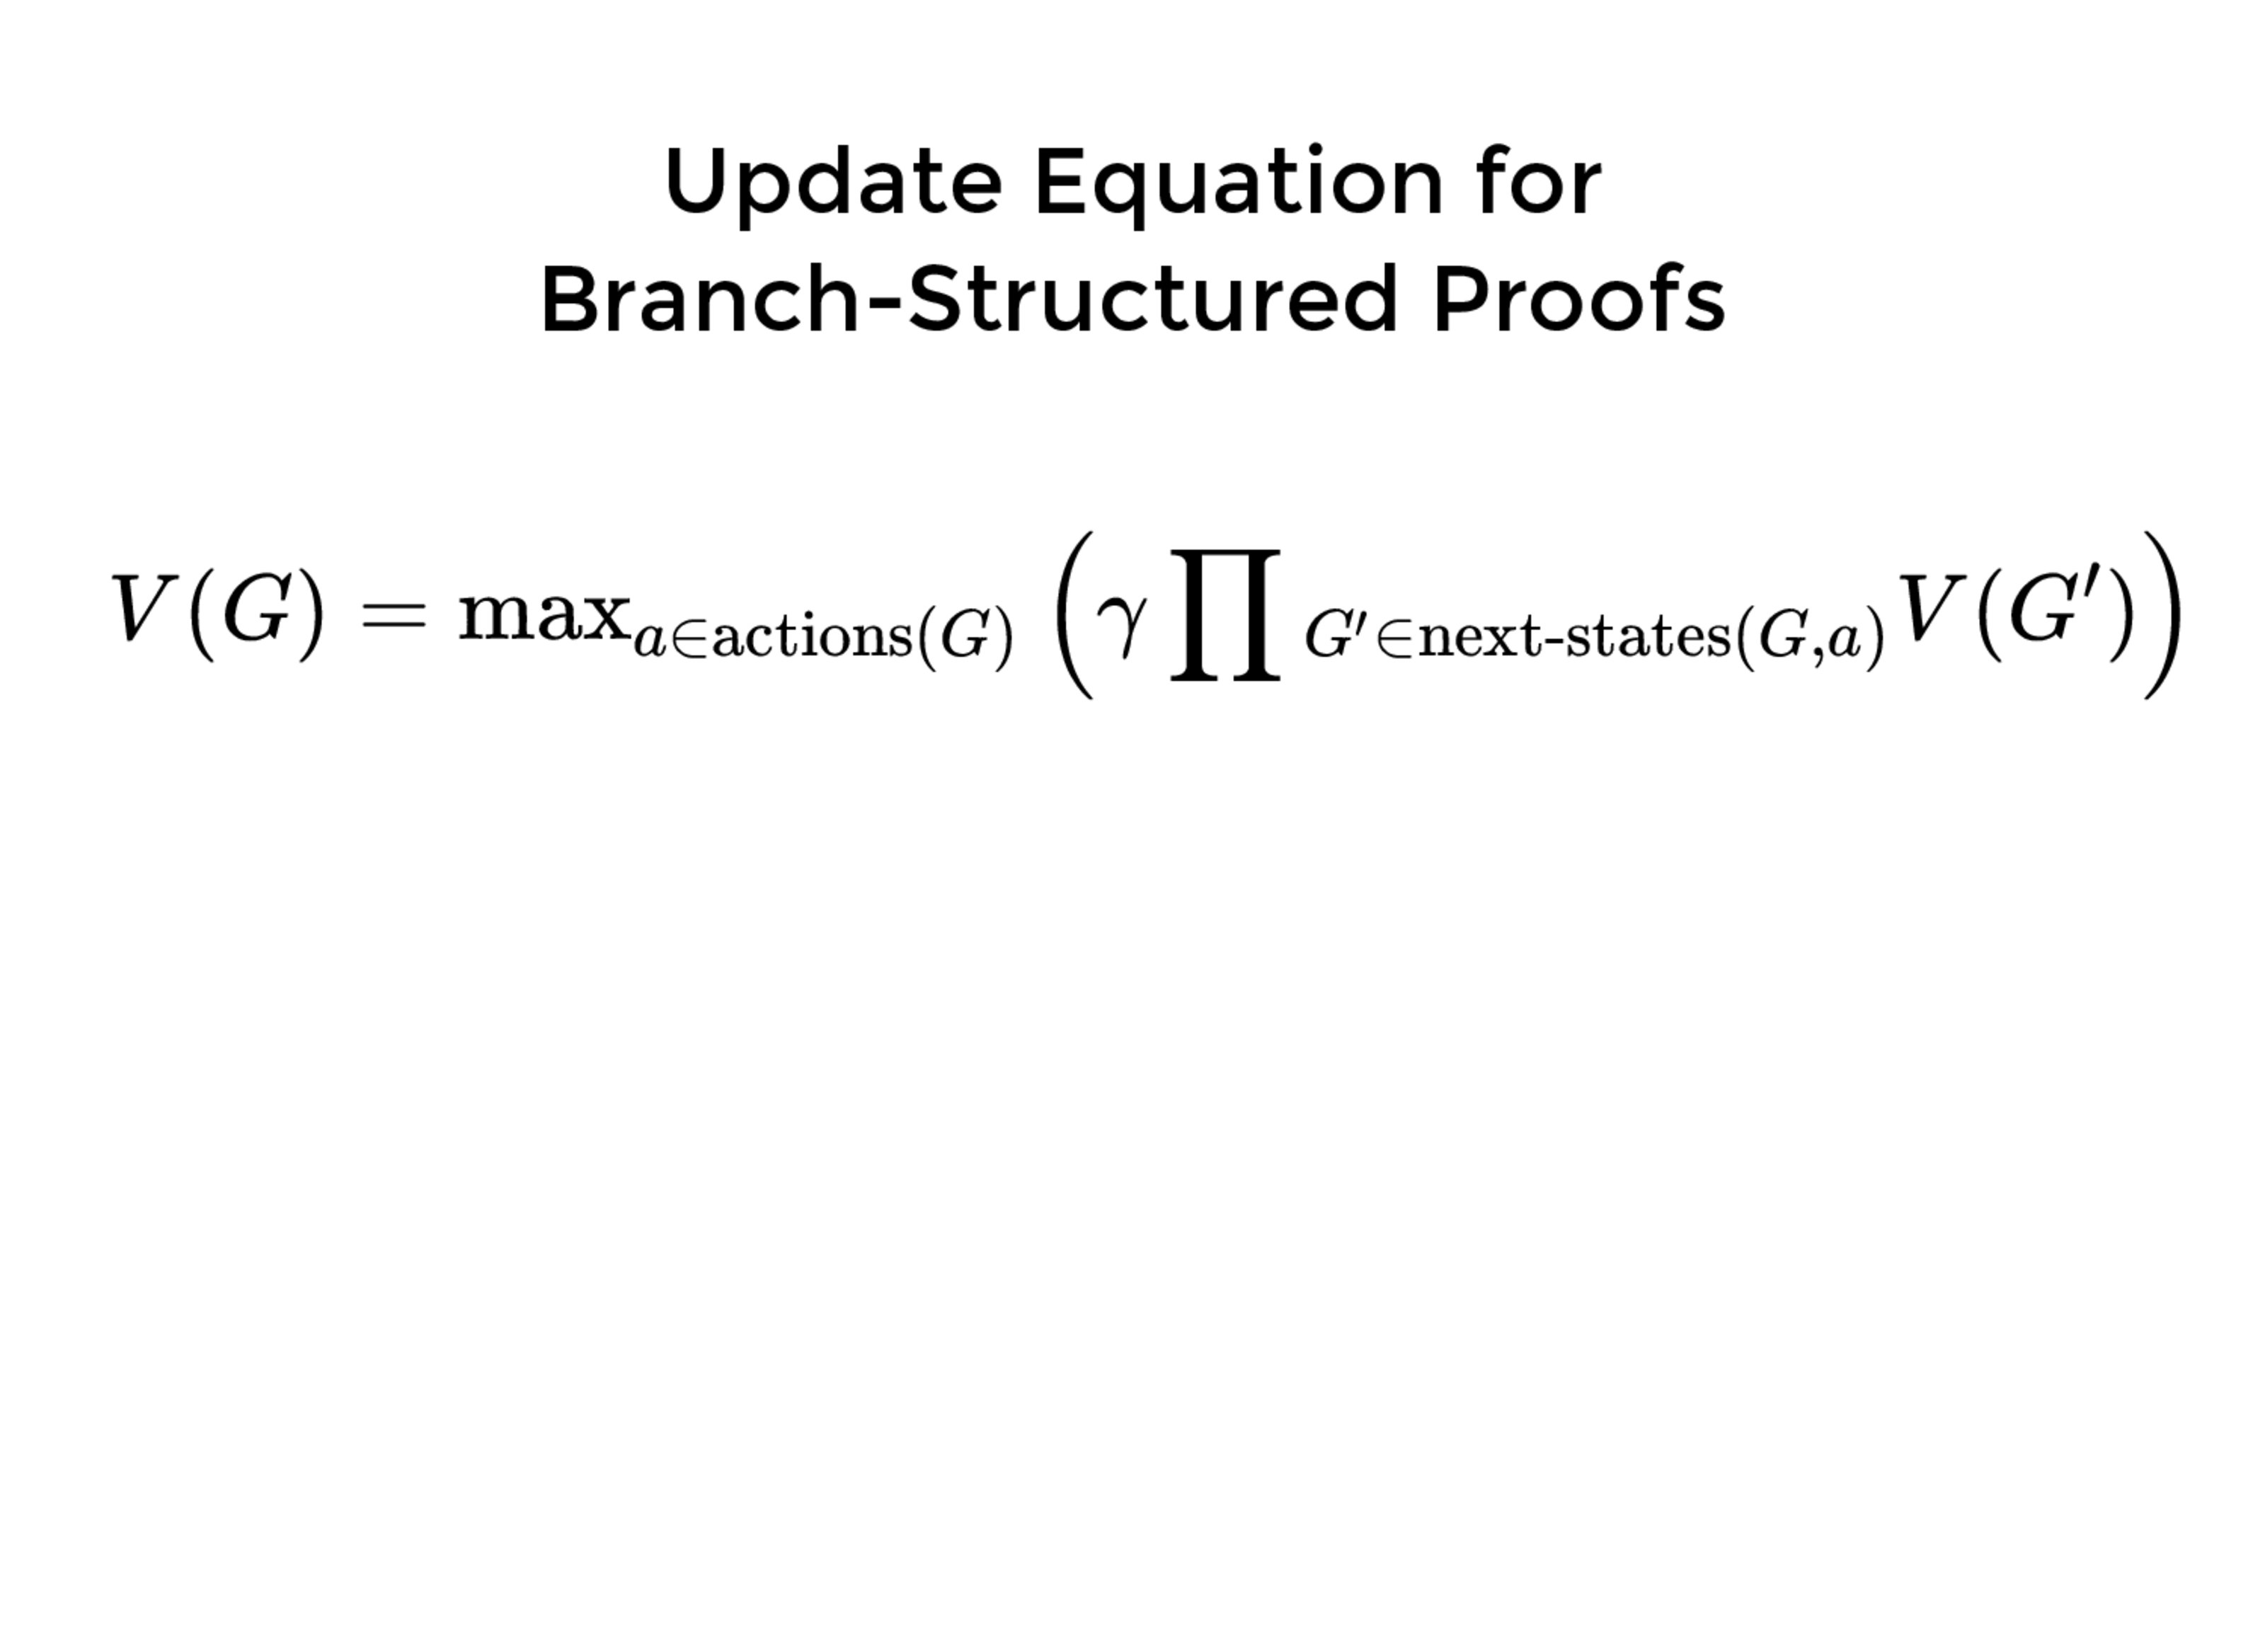 Update Equation for
Branch-Structured Proofs
V(G) = max_{a∈actions(G)} (γ ∏_{G′∈next-states(G,a)} V(G′))